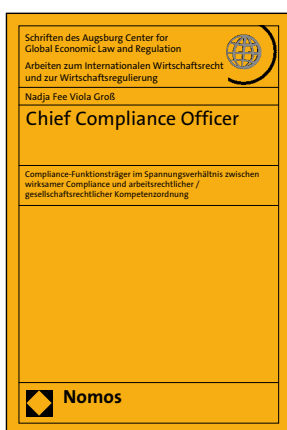 Schriften des Augsburg Center for
Global Economic Law and Regulation
Arbeiten zum Internationalen Wirtschaftsrecht
und zur Wirtschaftsregulierung
Nadja Fee Viola Groß
Chief Compliance Officer
Compliance-Funktionsträger im Spannungsverhältnis zwischen
wirksamer Compliance und arbeitsrechtlicher /
gesellschaftsrechtlicher Kompetenzordnung
Nomos